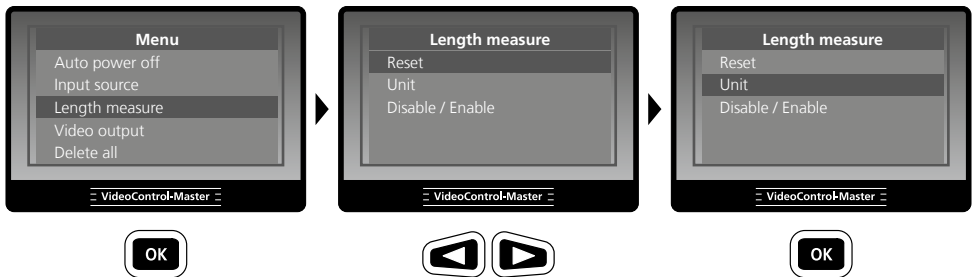 Menu
Auto power off
Input source
Length measure
Video output
Delete all
VideoControl-Master
OK
Length measure
Reset
Unit
Disable / Enable
VideoControl-Master
Length measure
Reset
Unit
Disable / Enable
VideoControl-Master
OK